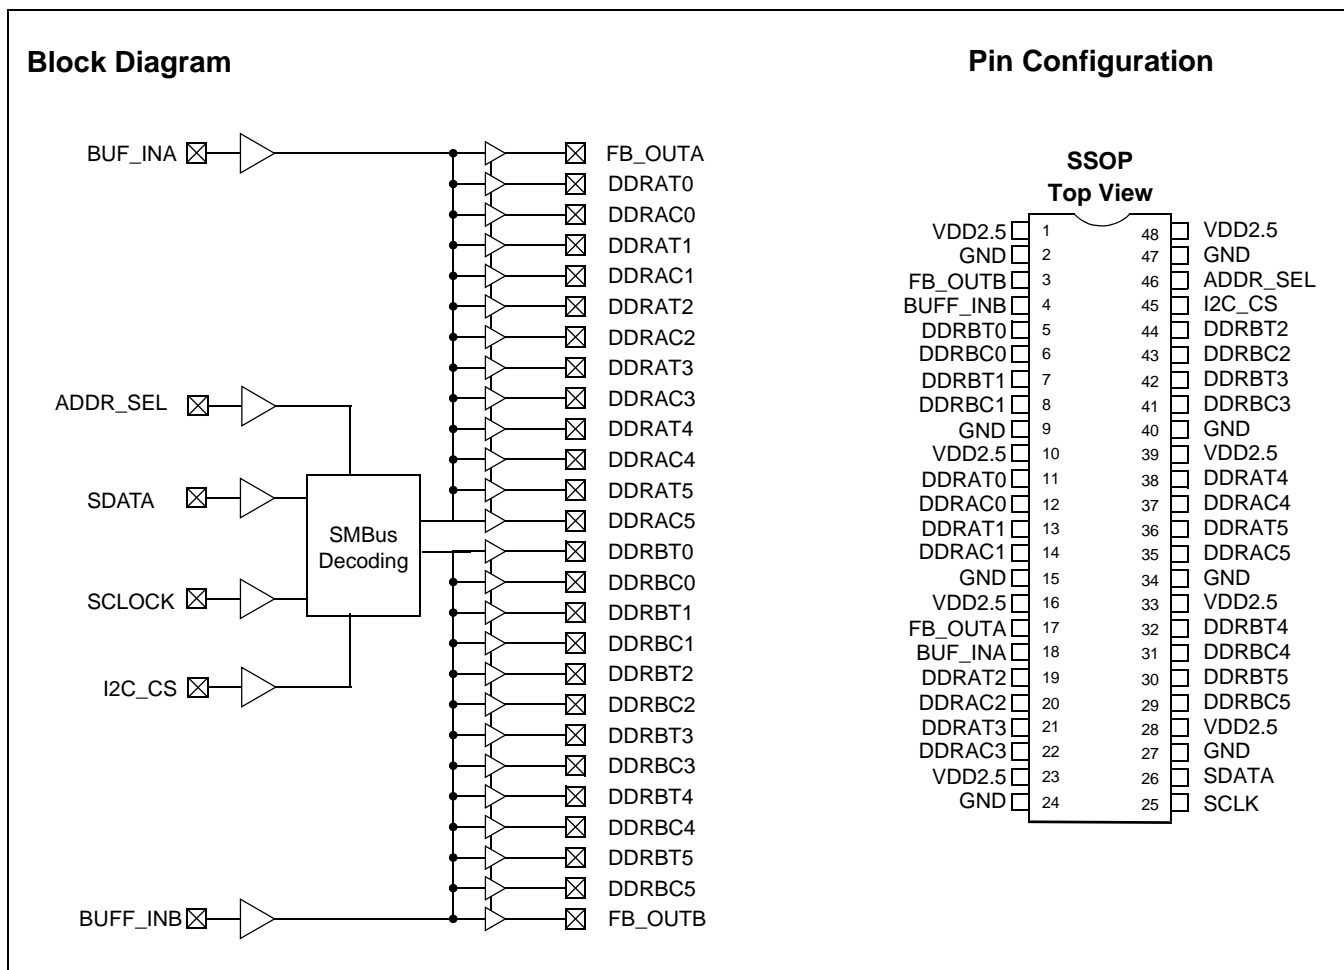 Block Diagram
BUF_INA
ADDR_SEL
SDATA
SCLOCK
I2C_CS
BUFF_INB
SMBus
Decoding
FB_OUTA
DDRAT0
DDRAC0
DDRAT1
DDRAC1
DDRAT2
DDRAC2
DDRAT3
DDRAC3
DDRAT4
DDRAC4
DDRAT5
DDRAC5
DDRBT0
DDRBC0
DDRBT1
DDRBC1
DDRBT2
DDRBC2
DDRBT3
DDRBC3
DDRBT4
DDRBC4
DDRBT5
DDRBC5
FB_OUTB
Pin Configuration
SSOP
Top View
VDD2.5 1 48 VDD2.5
GND 2 47 GND
FB_OUTB 3 46 ADDR_SEL
BUFF_INB 4 45 I2C_CS
DDRBT0 5 44 DDRBT2
DDRBC0 6 43 DDRBC2
DDRBT1 7 42 DDRBT3
DDRBC1 8 41 DDRBC3
GND 9 40 GND
VDD2.5 10 39 VDD2.5
DDRAT0 11 38 DDRAT4
DDRAC0 12 37 DDRAC4
DDRAT1 13 36 DDRAT5
DDRAC1 14 35 DDRAC5
GND 15 34 GND
VDD2.5 16 33 VDD2.5
FB_OUTA 17 32 DDRBT4
BUF_INA 18 31 DDRBC4
DDRAT2 19 30 DDRBT5
DDRAC2 20 29 DDRBC5
DDRAT3 21 28 VDD2.5
DDRAC3 22 27 GND
VDD2.5 23 26 SDATA
GND 24 25 SCLK